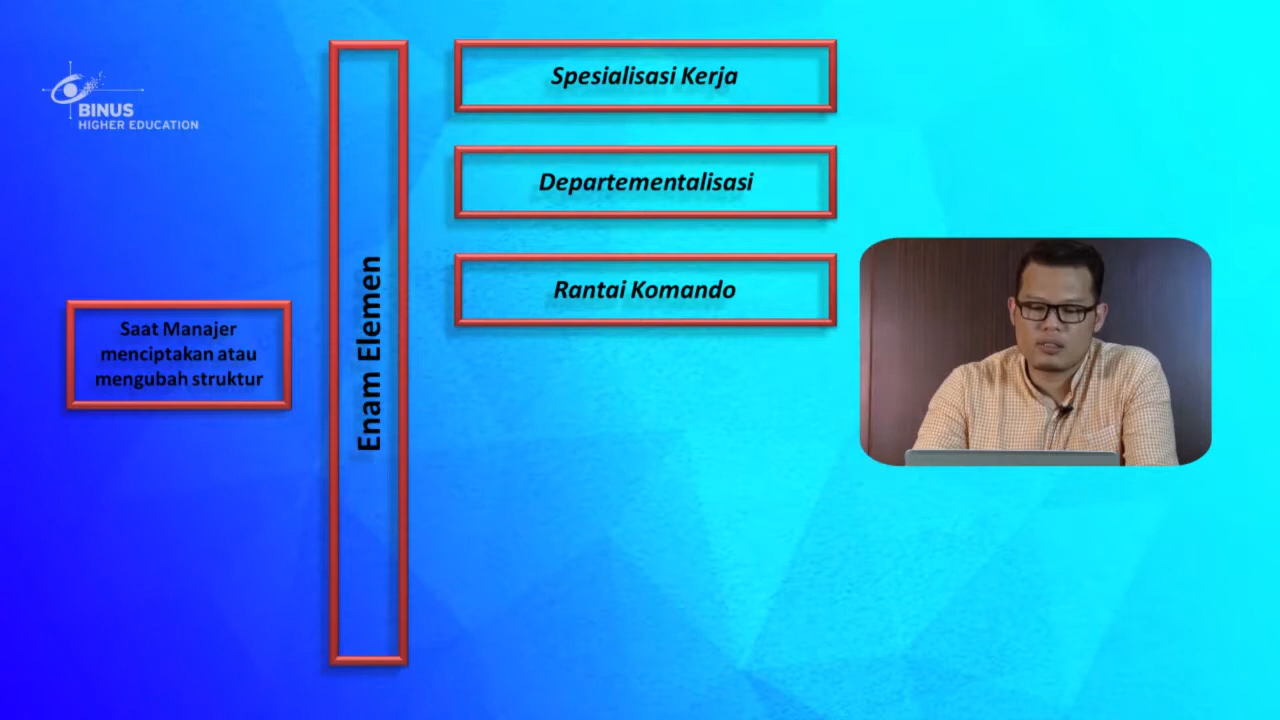 BINUS
HIGHER EDUCATION
Saat Manajer
menciptakan atau
mengubah struktur
Enam Elemen
Spesialisasi Kerja
Departementalisasi
Rantai Komando